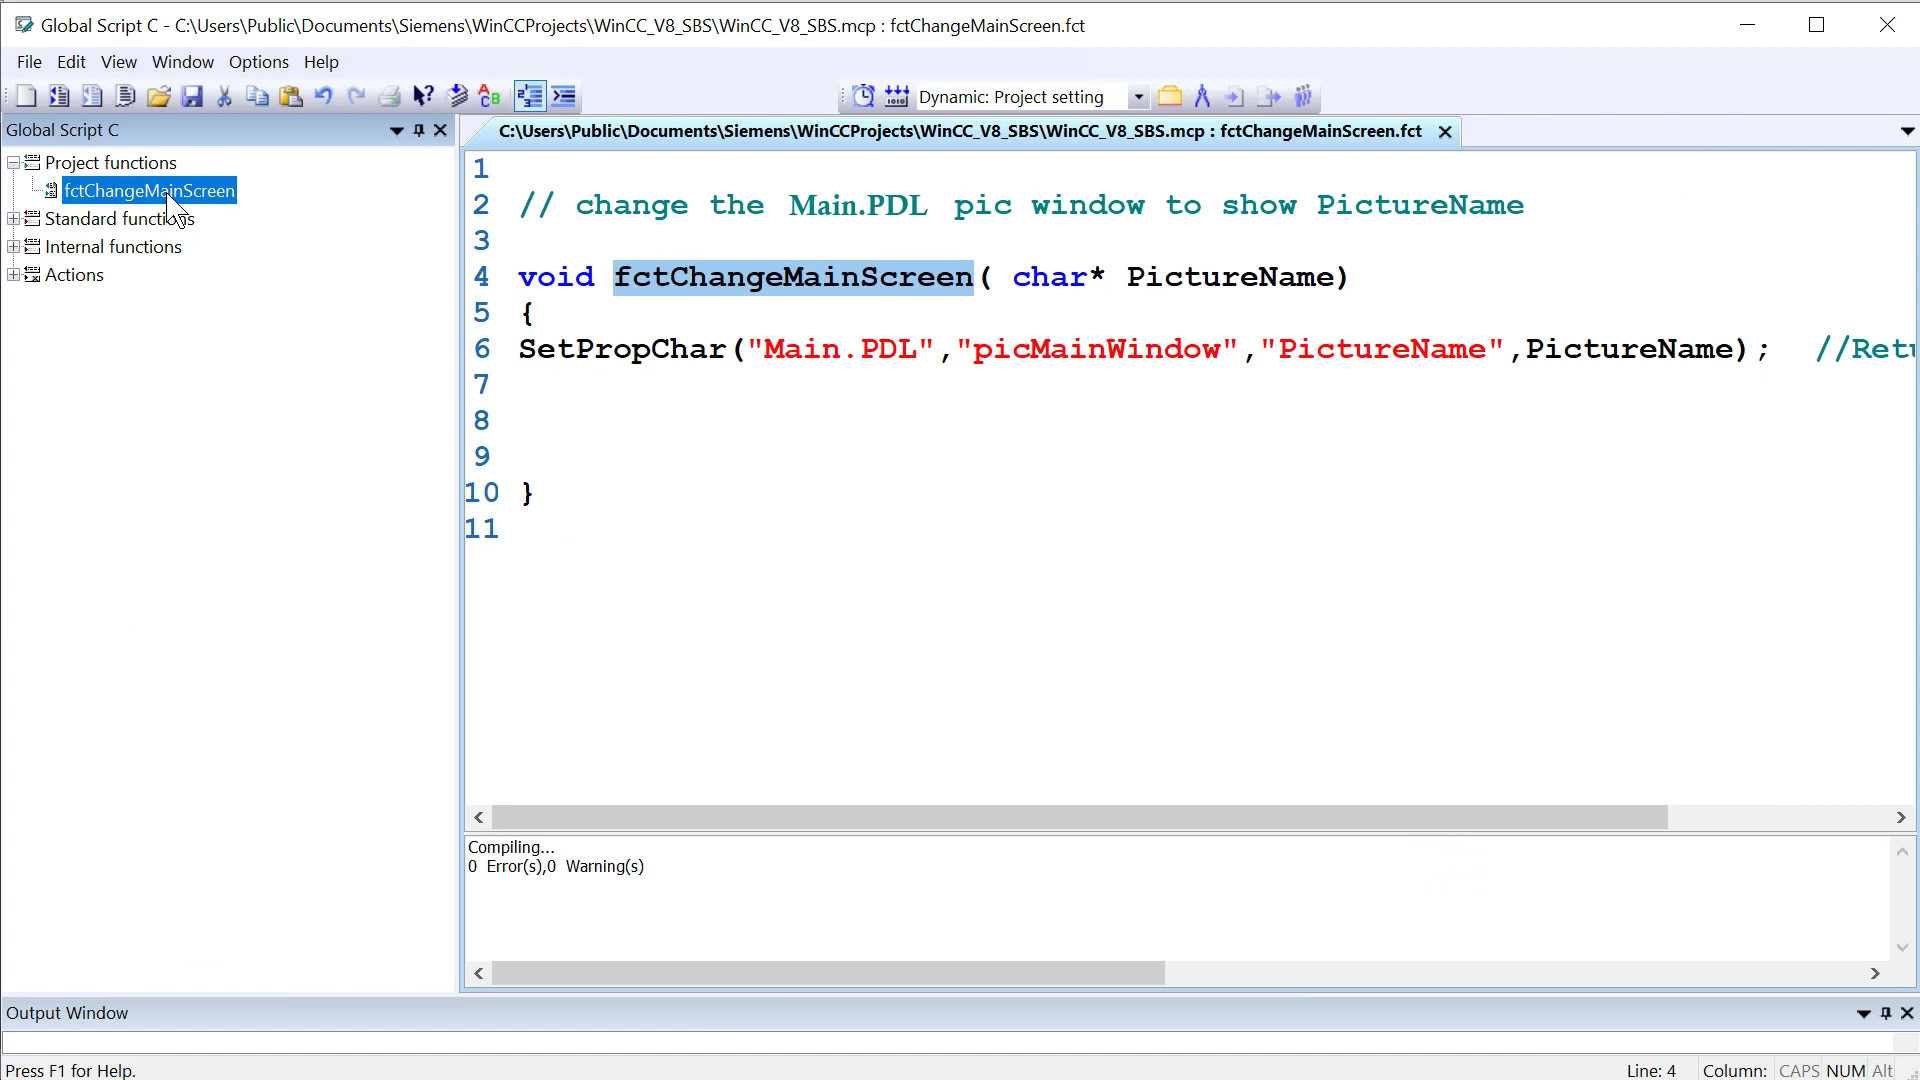 Global Script C - C:\Users\Public\Documents\Siemens\WinCCProjects\WinCC_V8_SBS\WinCC_V8_SBS.mcp : fctChangeMainScreen.fct
File Edit View Window Options Help
Dynamic: Project setting
Global Script C
C:\Users\Public\Documents\Siemens\WinCCProjects\WinCC_V8_SBS\WinCC_V8_SBS.mcp : fctChangeMainScreen.fct
Project functions
fctChangeMainScreen
Standard functions
Internal functions
Actions
1
2 // change the Main.PDL pic window to show PictureName
3
4 void fctChangeMainScreen( char* PictureName)
5 {
6 SetPropChar("Main.PDL","picMainWindow","PictureName",PictureName); //Retu
7
8
9
10 }
11
Compiling...
0 Error(s),0 Warning(s)
Output Window
Press F1 for Help.
Line: 4 Column: CAPS NUM Alt